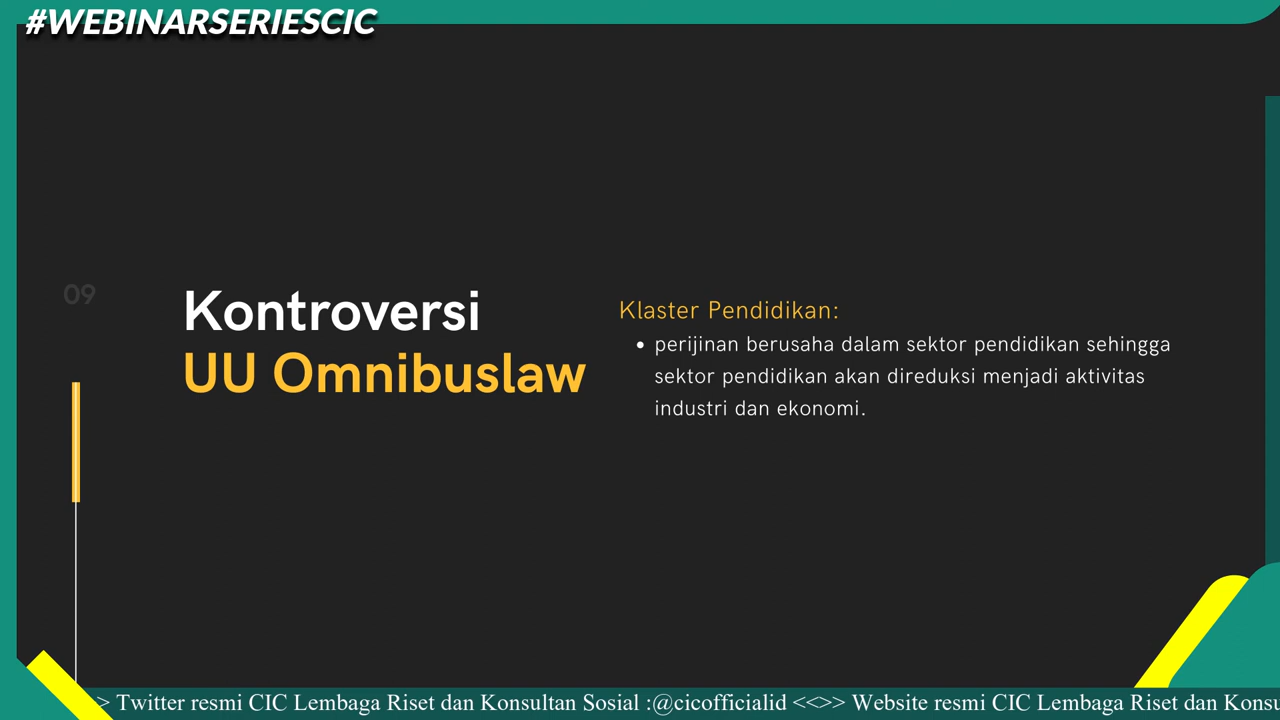 #WEBINARSERIESCIC
09
Kontroversi
UU Omnibuslaw
Klaster Pendidikan:
• perijinan berusaha dalam sektor pendidikan sehingga
sektor pendidikan akan direduksi menjadi aktivitas
industri dan ekonomi.
> Twitter resmi CIC Lembaga Riset dan Konsultan Sosial :@cicofficialid <<>> Website resmi CIC Lembaga Riset dan